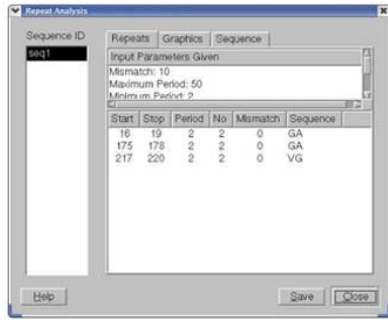 Repeat Analysis
Sequence ID
seq1
Repeats Graphics Sequence
Input Parameters Given
Mismatch: 10
Maximum Period: 50
Minimum Period: 2
Start Stop Period No Mismatch Sequence
16 19 2 2 0 GA
175 178 2 2 0 GA
217 220 2 2 0 VG
Help Save Close